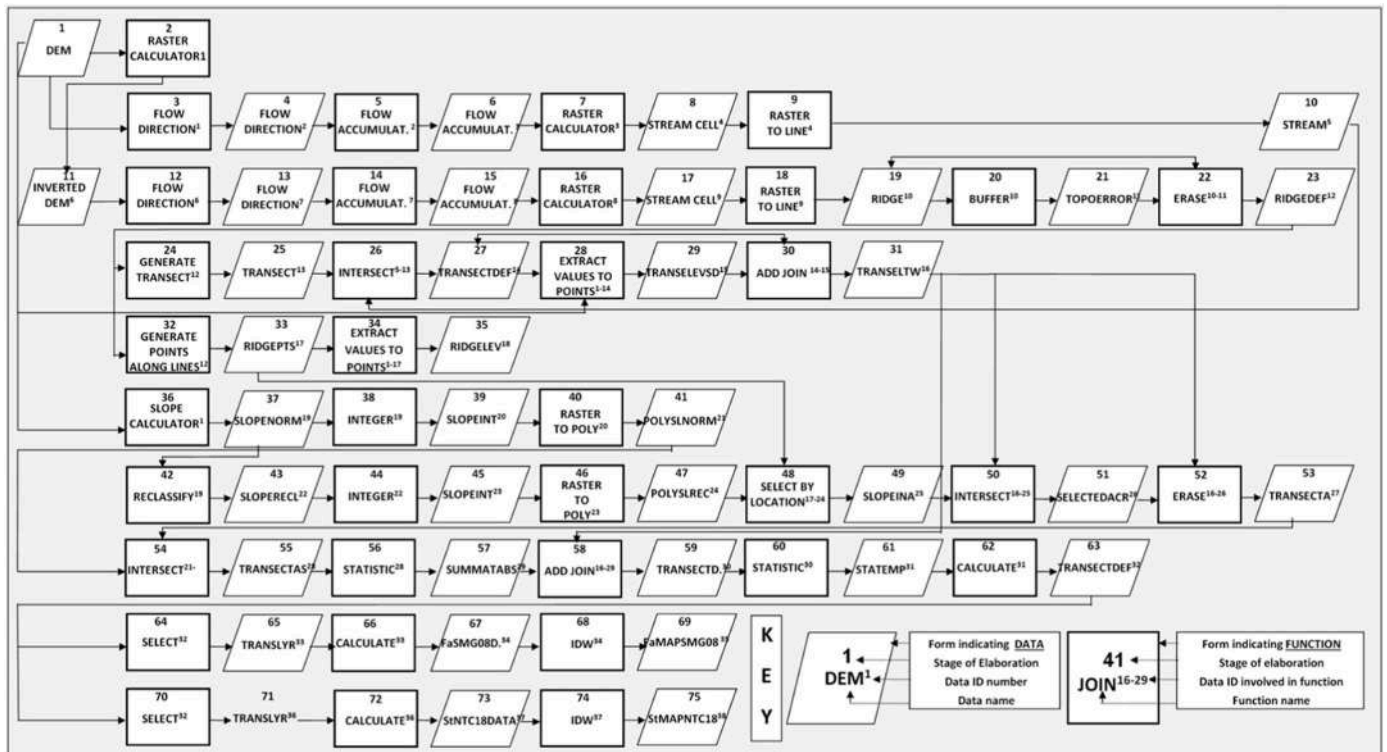 1
DEM
2
RASTER
CALCULATOR1
3
FLOW
DIRECTION¹
4
FLOW
DIRECTION²
5
FLOW
ACCUMULAT. ²
6
FLOW
ACCUMULAT.
7
RASTER
CALCULATOR³
8
STREAM CELL⁴
9
RASTER
TO LINE⁴
10
STREAM⁵
11
INVERTED
DEM⁶
12
FLOW
DIRECTION⁶
13
FLOW
DIRECTION⁷
14
FLOW
ACCUMULAT. ⁷
15
FLOW
ACCUMULAT.
16
RASTER
CALCULATOR⁸
17
STREAM CELL⁹
18
RASTER
TO LINE⁹
19
RIDGE¹⁰
20
BUFFER¹⁰
21
TOPOERROR
22
ERASE¹⁰⁻¹¹
23
RIDGEDEF¹²
24
GENERATE
TRANSECT¹²
25
TRANSECT¹³
26
INTERSECT⁵⁻¹³
27
TRANSECTDEF
28
EXTRACT
VALUES TO
POINTS¹⁻¹⁴
29
TRANSELEVSD
30
ADD JOIN ¹⁴⁻¹⁵
31
TRANSELTW¹⁶
32
GENERATE
POINTS
ALONG LINES¹²
33
RIDGEPTS¹⁷
34
EXTRACT
VALUES TO
POINTS¹⁻¹⁷
35
RIDGELEV¹⁸
36
SLOPE
CALCULATOR¹
37
SLOPENORM¹⁹
38
INTEGER¹⁹
39
SLOPEINT²⁰
40
RASTER
TO POLY²⁰
41
POLYSLNORM²¹
42
RECLASSIFY¹⁹
43
SLOPERECL²²
44
INTEGER²²
45
SLOPEINT²³
46
RASTER
TO
POLY²³
47
POLYSLREC²⁴
48
SELECT BY
LOCATION¹⁷⁻²⁴
49
SLOPEINA²⁵
50
INTERSECT¹⁶⁻²⁵
51
SELECTEDACR²⁶
52
ERASE¹⁶⁻²⁶
53
TRANSECTA²⁷
54
INTERSECT²¹⁻
55
TRANSECTAS²⁸
56
STATISTIC²⁸
57
SUMMATABS²⁹
58
ADD JOIN¹⁶⁻²⁹
59
TRANSECTD.³⁰
60
STATISTIC³⁰
61
STATEMP³¹
62
CALCULATE³¹
63
TRANSECTDEF³²
64
SELECT³²
65
TRANSLYR³³
66
CALCULATE³³
67
FaSMG08D.³⁴
68
IDW³⁴
69
FaMAPSMG08³⁵
70
SELECT³²
71
TRANSLYR³⁶
72
CALCULATE³⁶
73
StNTC18DATA³⁷
74
IDW³⁷
75
StMAPNTC18³⁸
K
E
Y
1
DEM¹
Form indicating DATA
Stage of Elaboration
Data ID number
Data name
41
JOIN¹⁶⁻²⁹
Form indicating FUNCTION
Stage of elaboration
Data ID involved in function
Function name